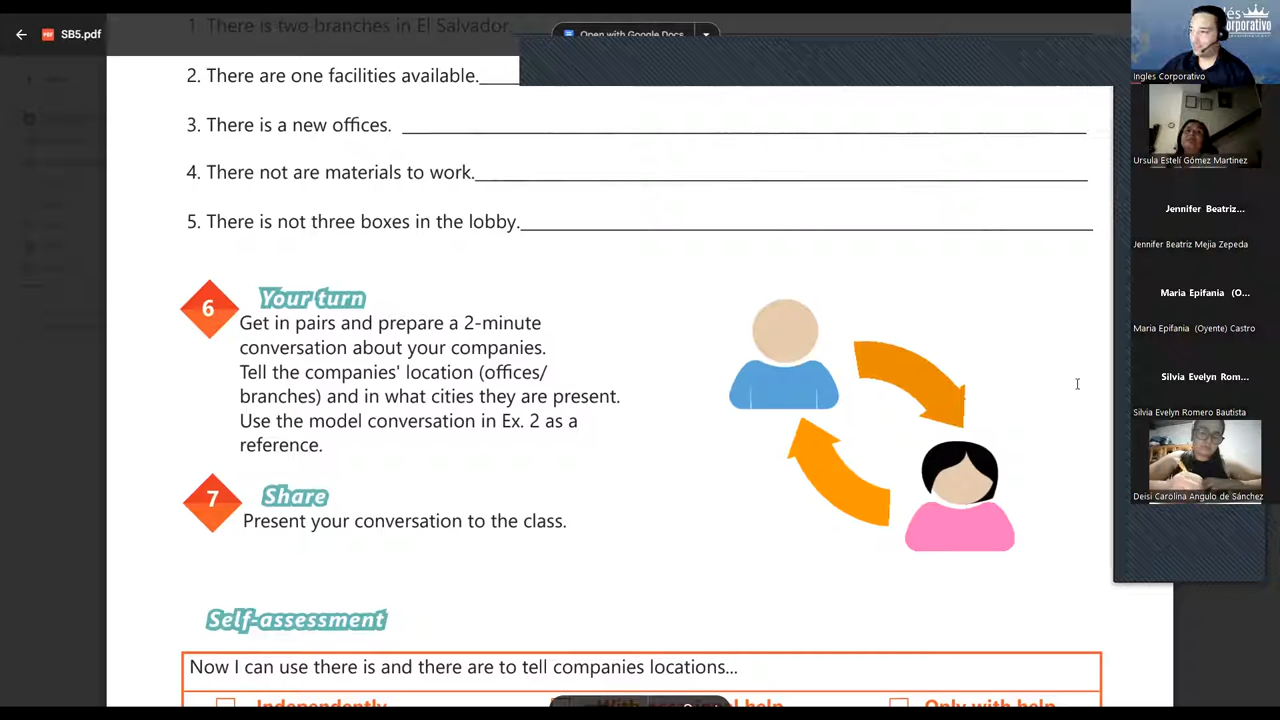 1. There is two branches in El Salvador.
SB5.pdf
Open with Google Docs
2. There are one facilities available.
3. There is a new offices.
4. There not are materials to work.
5. There is not three boxes in the lobby.
6
Your turn
Get in pairs and prepare a 2-minute
conversation about your companies.
Tell the companies' location (offices/
branches) and in what cities they are present.
Use the model conversation in Ex. 2 as a
reference.
7
Share
Present your conversation to the class.
Self-assessment
Now I can use there is and there are to tell companies locations...
Independently
Only with help
Corporativo
Ingles Corporativo
Ursula Estelí Gómez Martinez
Jennifer Beatriz...
Jennifer Beatriz Mejia Zepeda
Maria Epifania (O...
Maria Epifania (Oyente) Castro
Silvia Evelyn Rom...
Silvia Evelyn Romero Bautista
Deisi Carolina Angulo de Sánchez